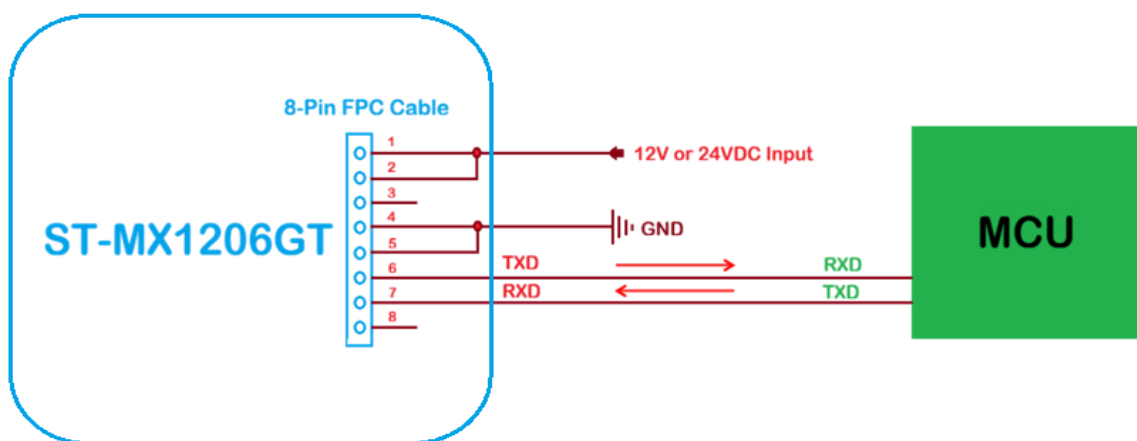 8-Pin FPC Cable
1
12V or 24VDC Input
2
3
4
GND
ST-MX1206GT
MCU
5
TXD
RXD
6
RXD
TXD
7
8